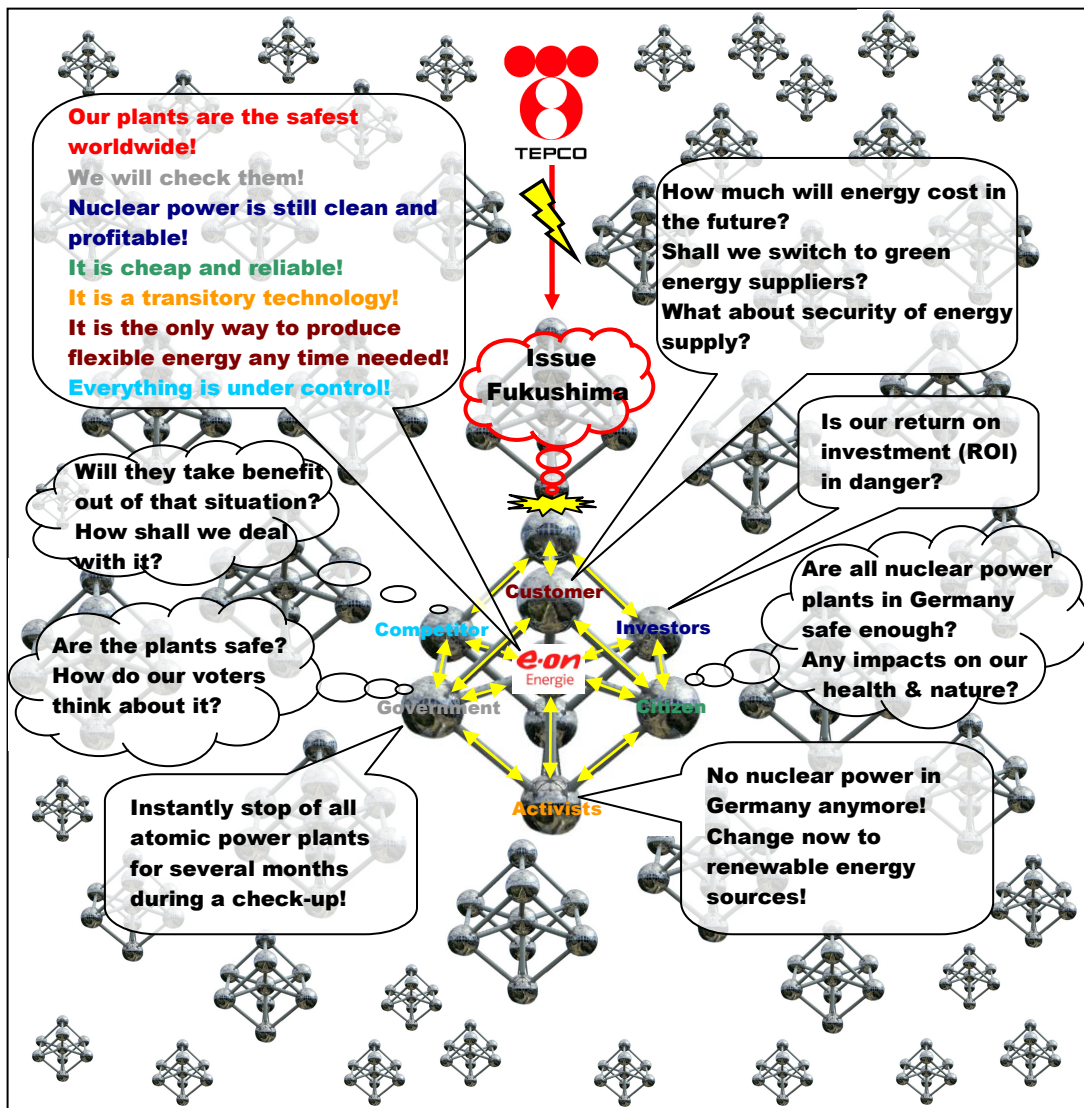 TEPCO
Our plants are the safest
worldwide!
We will check them!
Nuclear power is still clean and
profitable!
It is cheap and reliable!
It is a transitory technology!
It is the only way to produce
flexible energy any time needed!
Everything is under control!
How much will energy cost in
the future?
Shall we switch to green
energy suppliers?
What about security of energy
supply?
Issue
Fukushima
Is our return on
investment (ROI)
in danger?
Will they take benefit
out of that situation?
How shall we deal
with it?
Are all nuclear power
plants in Germany
safe enough?
Any impacts on our
health & nature?
Customer
Competitor
Investors
e·on
Energie
Are the plants safe?
How do our voters
think about it?
Government
Citizen
Activists
Instantly stop of all
atomic power plants
for several months
during a check-up!
No nuclear power in
Germany anymore!
Change now to
renewable energy
sources!